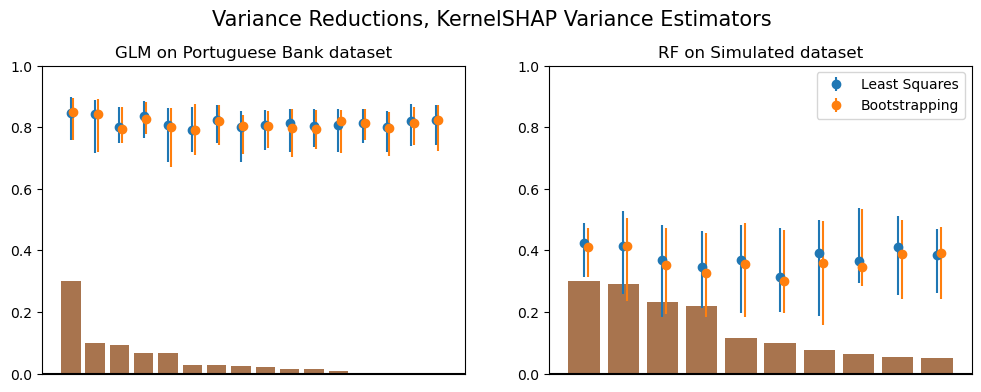 Variance Reductions, KernelSHAP Variance Estimators
GLM on Portuguese Bank dataset
1.0
0.8
0.6
0.4
0.2
0.0
RF on Simulated dataset
1.0
0.8
0.6
0.4
0.2
0.0
Least Squares
Bootstrapping